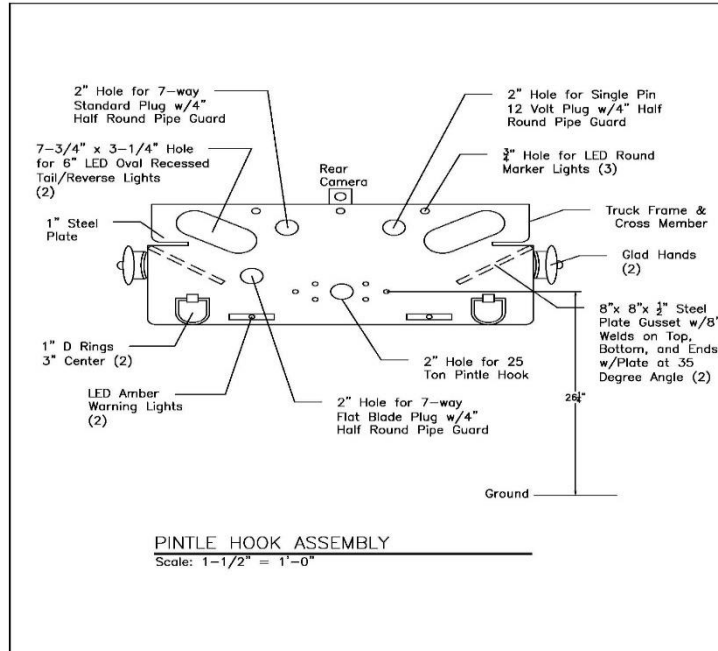 2" Hole for 7-way
Standard Plug w/4"
Half Round Pipe Guard
2" Hole for Single Pin
12 Volt Plug w/4" Half
Round Pipe Guard
7-3/4" x 3-1/4" Hole
for 6" LED Oval Recessed
Tail/Reverse Lights
(2)
Rear
Camera
3/4" Hole for LED Round
Marker Lights (3)
1" Steel
Plate
Truck Frame &
Cross Member
Glad Hands
(2)
8"x 8"x 1/2" Steel
Plate Gusset w/8"
Welds on Top,
Bottom, and Ends
w/Plate at 35
Degree Angle (2)
1" D Rings
3" Center (2)
LED Amber
Warning Lights
(2)
2" Hole for 25
Ton Pintle Hook
2" Hole for 7-way
Flat Blade Plug w/4"
Half Round Pipe Guard
Ground
PINTLE HOOK ASSEMBLY
Scale: 1-1/2" = 1'-0"